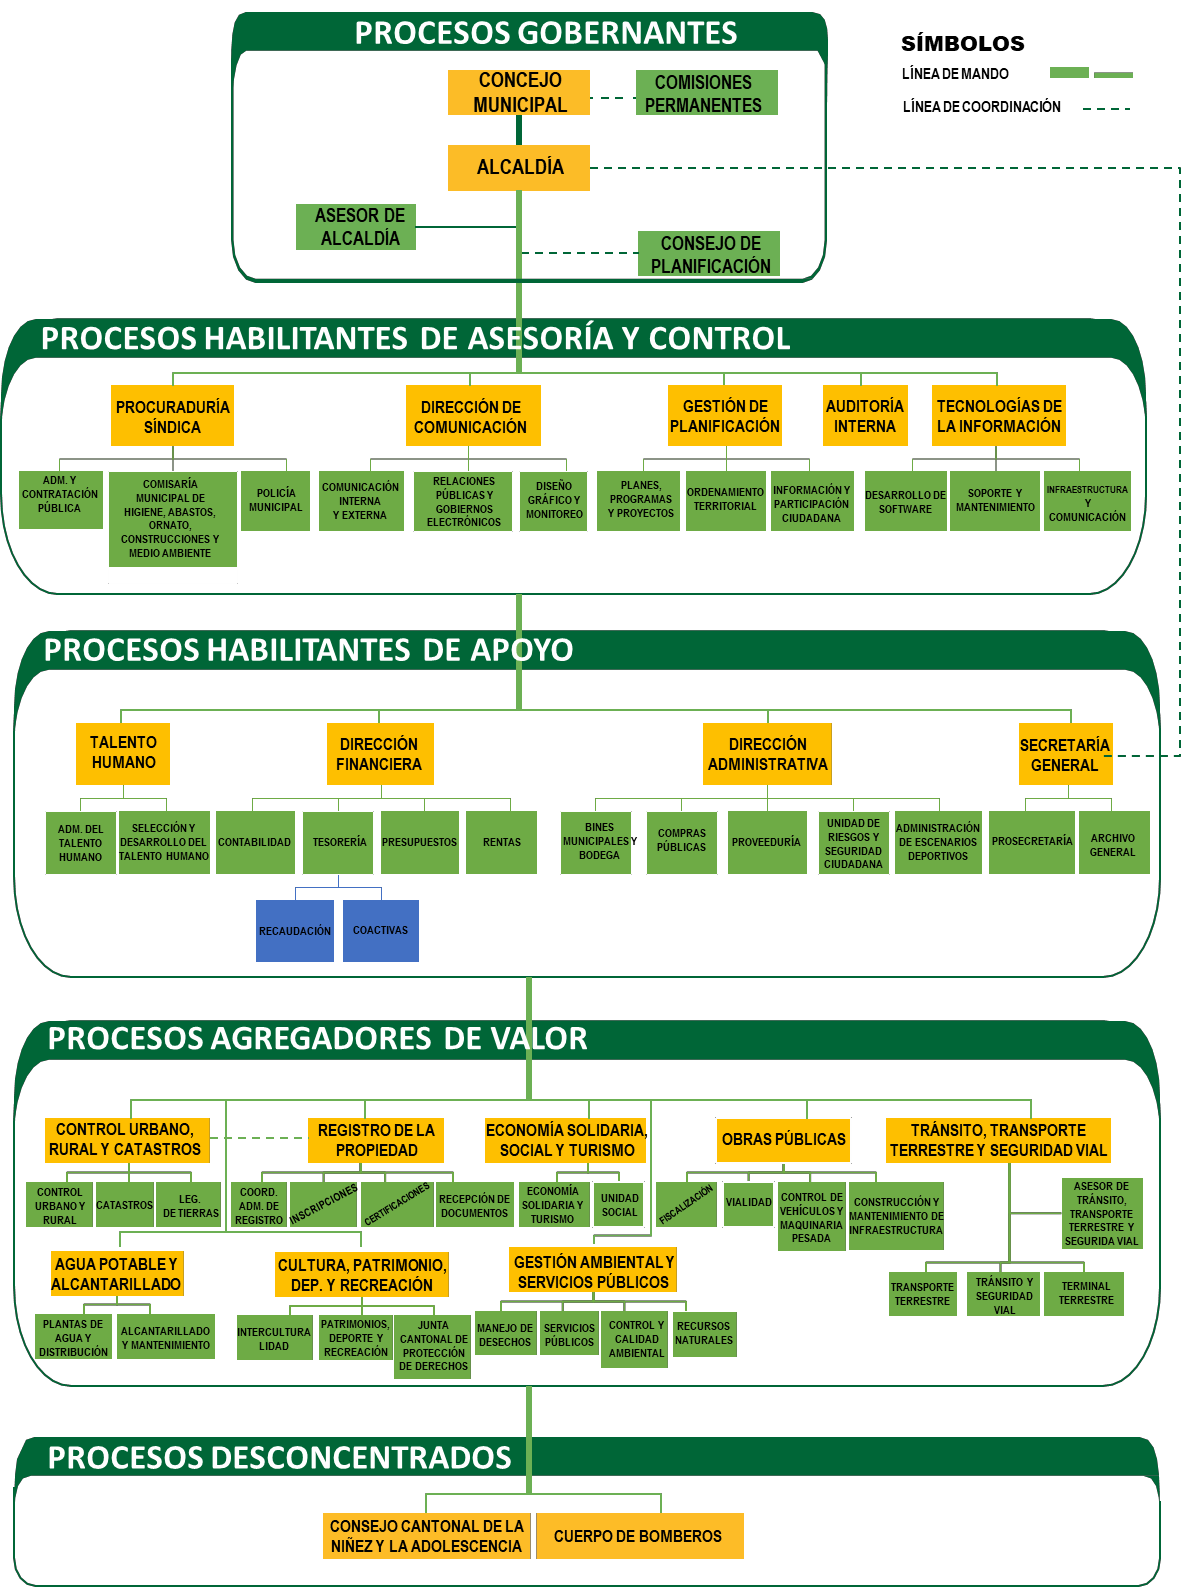 PROCESOS GOBERNANTES
SÍMBOLOS
LÍNEA DE MANDO
LÍNEA DE COORDINACIÓN
CONCEJO
MUNICIPAL
COMISIONES
PERMANENTES
ALCALDÍA
ASESOR DE
ALCALDÍA
CONSEJO DE
PLANIFICACIÓN
PROCESOS HABILITANTES DE ASESORÍA Y CONTROL
PROCURADURÍA
SÍNDICA
DIRECCIÓN DE
COMUNICACIÓN
GESTIÓN DE
PLANIFICACIÓN
AUDITORÍA
INTERNA
TECNOLOGÍAS DE
LA INFORMACIÓN
ADM. Y
CONTRATACIÓN
PÚBLICA
COMISARÍA
MUNICIPAL DE
HIGIENE, ABASTOS,
ORNATO,
CONSTRUCCIONES Y
MEDIO AMBIENTE
POLICÍA
MUNICIPAL
COMUNICACIÓN
INTERNA
Y EXTERNA
RELACIONES
PÚBLICAS Y
GOBIERNOS
ELECTRÓNICOS
DISEÑO
GRÁFICO Y
MONITOREO
PLANES,
PROGRAMAS
Y PROYECTOS
ORDENAMIENTO
TERRITORIAL
INFORMACIÓN Y
PARTICIPACIÓN
CIUDADANA
DESARROLLO DE
SOFTWARE
SOPORTE Y
MANTENIMIENTO
INFRAESTRUCTURA
Y
COMUNICACIÓN
PROCESOS HABILITANTES DE APOYO
TALENTO
HUMANO
DIRECCIÓN
FINANCIERA
DIRECCIÓN
ADMINISTRATIVA
SECRETARÍA
GENERAL
ADM. DEL
TALENTO
HUMANO
SELECCIÓN Y
DESARROLLO DEL
TALENTO HUMANO
CONTABILIDAD
TESORERÍA
PRESUPUESTOS
RENTAS
BINES
MUNICIPALES Y
BODEGA
COMPRAS
PÚBLICAS
PROVEEDURÍA
UNIDAD DE
RIESGOS Y
SEGURIDAD
CIUDADANA
ADMINISTRACIÓN
DE ESCENARIOS
DEPORTIVOS
PROSECRETARÍA
ARCHIVO
GENERAL
RECAUDACIÓN
COACTIVAS
PROCESOS AGREGADORES DE VALOR
CONTROL URBANO,
RURAL Y CATASTROS
REGISTRO DE LA
PROPIEDAD
ECONOMÍA SOLIDARIA,
SOCIAL Y TURISMO
OBRAS PÚBLICAS
TRÁNSITO, TRANSPORTE
TERRESTRE Y SEGURIDAD VIAL
CONTROL
URBANO Y
RURAL
CATASTROS
LEG.
DE TIERRAS
COORD.
ADM. DE
REGISTRO
INSCRIPCIONES
CERTIFICACIONES
RECEPCIÓN DE
DOCUMENTOS
ECONOMÍA
SOLIDARIA Y
TURISMO
UNIDAD
SOCIAL
FISCALIZACIÓN
VIALIDAD
CONTROL DE
VEHÍCULOS Y
MAQUINARIA
PESADA
CONSTRUCCIÓN Y
MANTENIMIENTO DE
INFRAESTRUCTURA
ASESOR DE
TRÁNSITO,
TRANSPORTE
TERRESTRE Y
SEGURIDA VIAL
AGUA POTABLE Y
ALCANTARILLADO
CULTURA, PATRIMONIO,
DEP. Y RECREACIÓN
GESTIÓN AMBIENTAL Y
SERVICIOS PÚBLICOS
TRANSPORTE
TERRESTRE
TRÁNSITO Y
SEGURIDAD
VIAL
TERMINAL
TERRESTRE
PLANTAS DE
AGUA Y
DISTRIBUCIÓN
ALCANTARILLADO
Y MANTENIMIENTO
INTERCULTURA
LIDAD
PATRIMONIOS,
DEPORTE Y
RECREACIÓN
JUNTA
CANTONAL DE
PROTECCIÓN
DE DERECHOS
MANEJO DE
DESECHOS
SERVICIOS
PÚBLICOS
CONTROL Y
CALIDAD
AMBIENTAL
RECURSOS
NATURALES
PROCESOS DESCONCENTRADOS
CONSEJO CANTONAL DE LA
NIÑEZ Y LA ADOLESCENCIA
CUERPO DE BOMBEROS